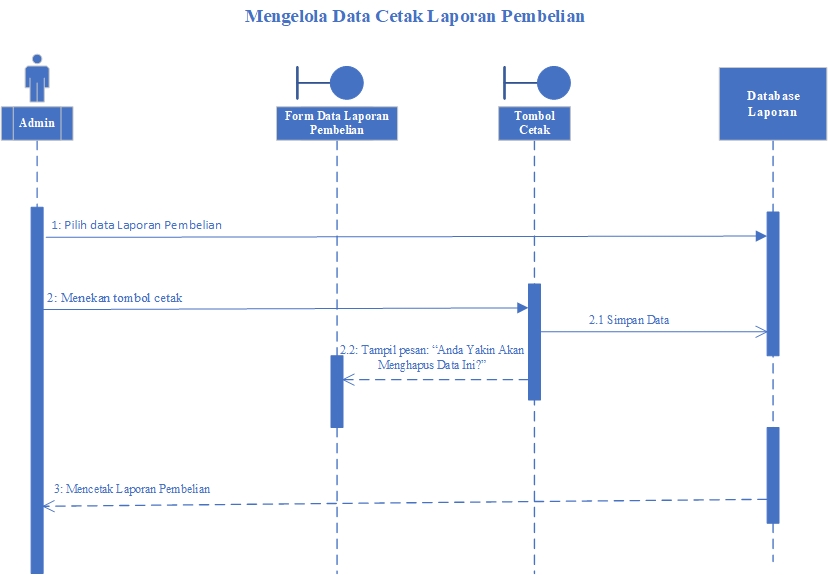 Mengelola Data Cetak Laporan Pembelian
Admin
Form Data Laporan
Pembelian
Tombol
Cetak
Database
Laporan
1: Pilih data Laporan Pembelian
2: Menekan tombol cetak
2.1 Simpan Data
2.2: Tampil pesan: “Anda Yakin Akan
Menghapus Data Ini?”
3: Mencetak Laporan Pembelian